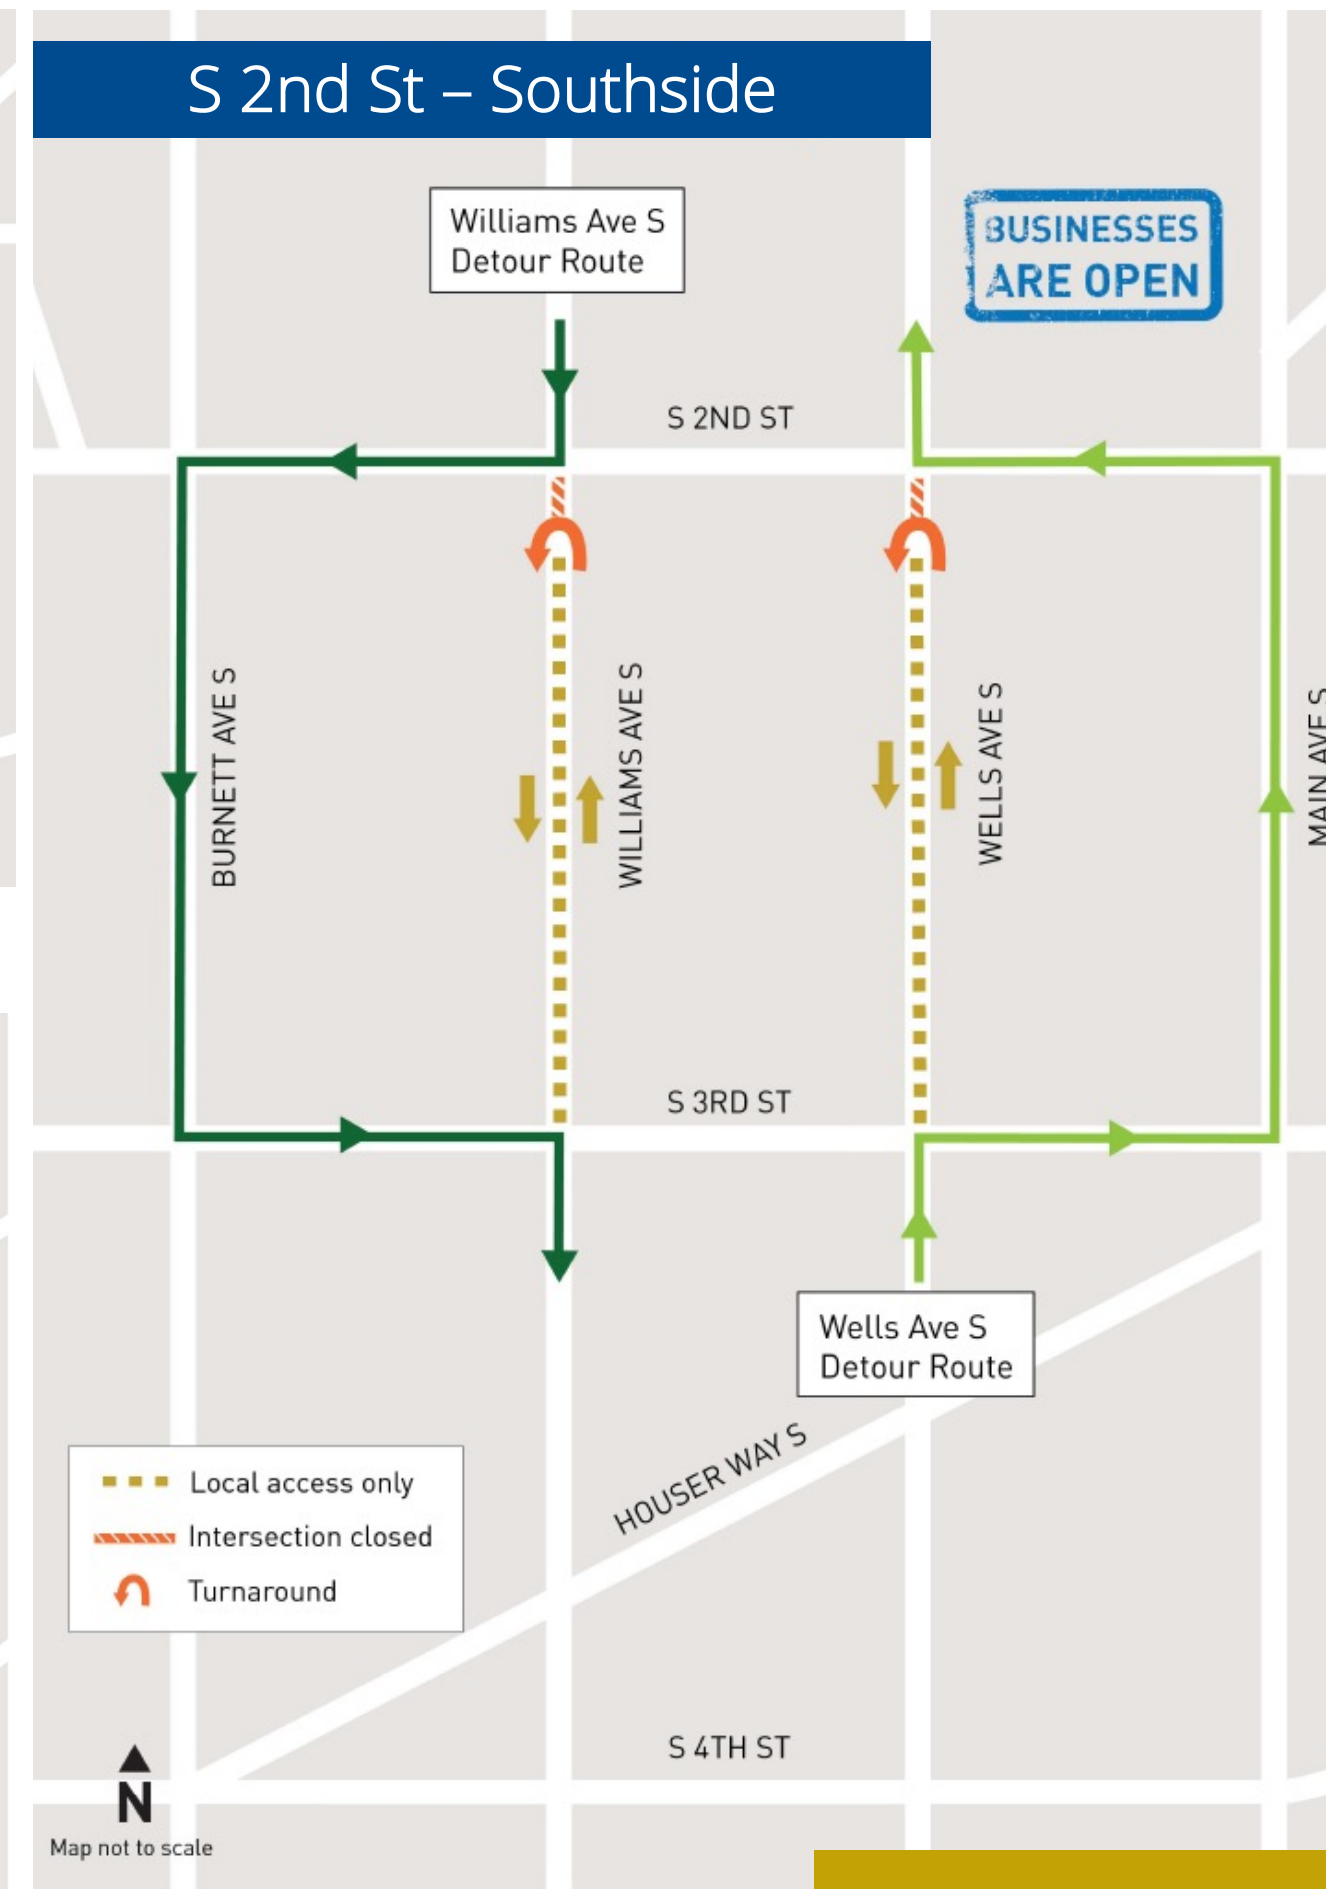 S 2nd St – Southside
Williams Ave S
Detour Route
BUSINESSES
ARE OPEN
S 2ND ST
BURNETT AVE S
WILLIAMS AVE S
WELLS AVE S
MAIN AVE S
S 3RD ST
Wells Ave S
Detour Route
HOUSER WAY S
Local access only
Intersection closed
Turnaround
S 4TH ST
N
Map not to scale